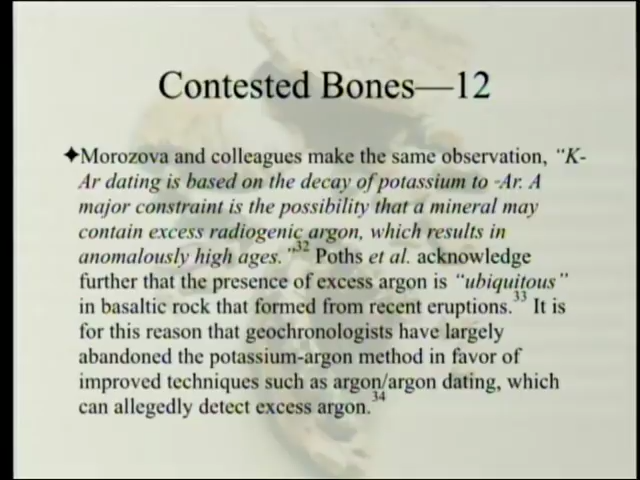 Contested Bones—12
✦Morozova and colleagues make the same observation, “K-
Ar dating is based on the decay of potassium to -Ar. A
major constraint is the possibility that a mineral may
contain excess radiogenic argon, which results in
anomalously high ages.”32 Poths et al. acknowledge
further that the presence of excess argon is “ubiquitous”
in basaltic rock that formed from recent eruptions.33 It is
for this reason that geochronologists have largely
abandoned the potassium-argon method in favor of
improved techniques such as argon/argon dating, which
can allegedly detect excess argon.34